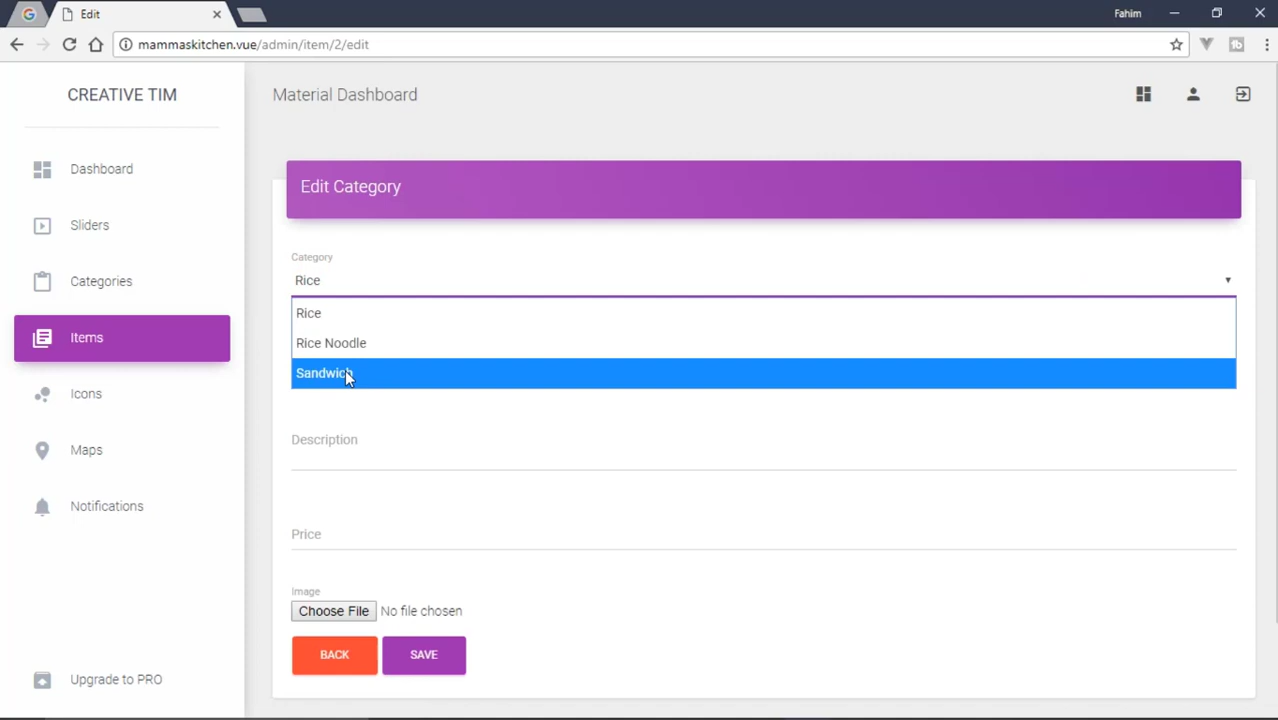 Edit
Fahim
mammaskitchen.vue/admin/item/2/edit
CREATIVE TIM
Material Dashboard
Dashboard
Sliders
Categories
Items
Icons
Maps
Notifications
Upgrade to PRO
Edit Category
Category
Rice
Rice
Rice Noodle
Sandwich
Description
Price
Image
Choose File No file chosen
BACK SAVE